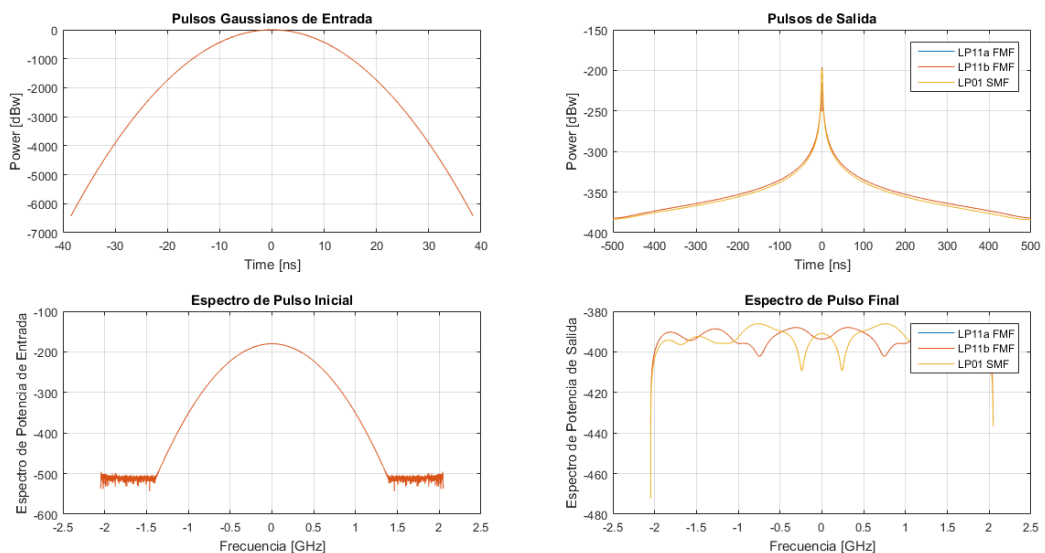 Pulsos Gaussianos de Entrada
Power [dBw]
0
-1000
-2000
-3000
-4000
-5000
-6000
-7000
-40 -30 -20 -10 0 10 20 30 40
Time [ns]
Pulsos de Salida
Power [dBw]
-150
-200
-250
-300
-350
-400
LP11a FMF
LP11b FMF
LP01 SMF
-500 -400 -300 -200 -100 0 100 200 300 400 500
Time [ns]
Espectro de Pulso Inicial
Espectro de Potencia de Entrada
-100
-200
-300
-400
-500
-600
-2.5 -2 -1.5 -1 -0.5 0 0.5 1 1.5 2 2.5
Frecuencia [GHz]
Espectro de Pulso Final
Espectro de Potencia de Salida
-380
-400
-420
-440
-460
-480
LP11a FMF
LP11b FMF
LP01 SMF
-2.5 -2 -1.5 -1 -0.5 0 0.5 1 1.5 2 2.5
Frecuencia [GHz]